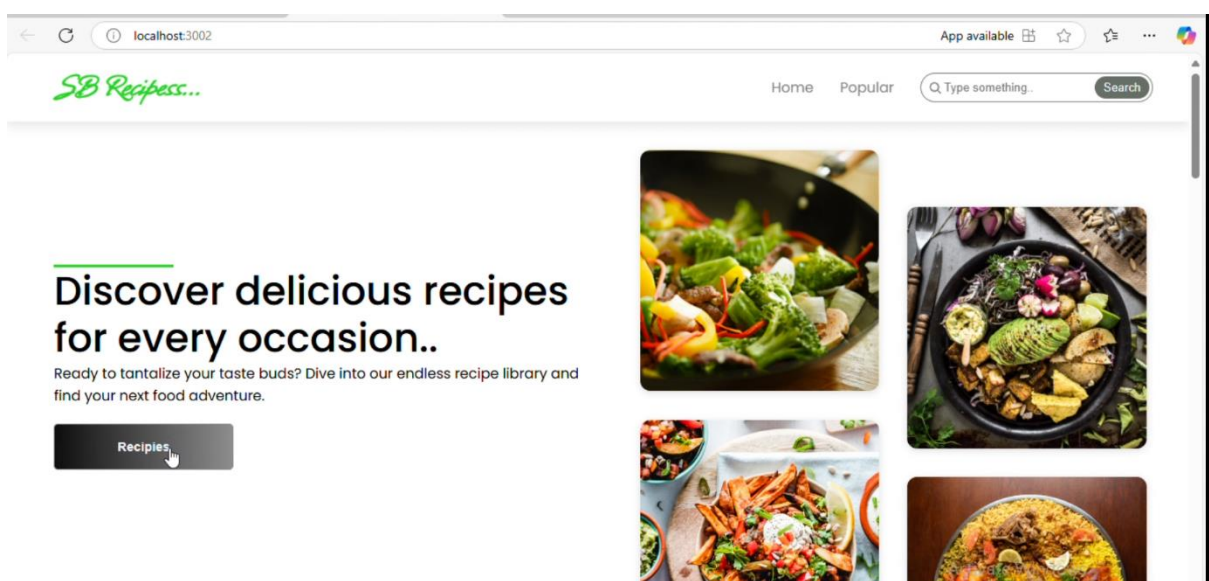 localhost:3002
App available
SB Recipess...
Home
Popular
Type something..
Search
Discover delicious recipes
for every occasion..
Ready to tantalize your taste buds? Dive into our endless recipe library and
find your next food adventure.
Recipies